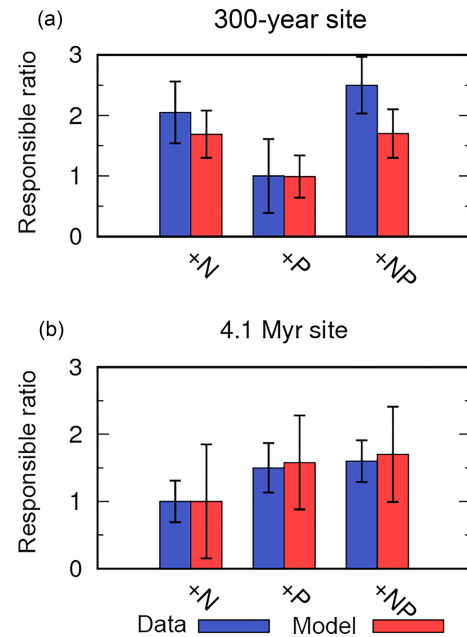 (a) 300-year site
Responsible ratio
3
2
1
0
+N +P +NP
(b) 4.1 Myr site
Responsible ratio
3
2
1
0
+N +P +NP
Data Model